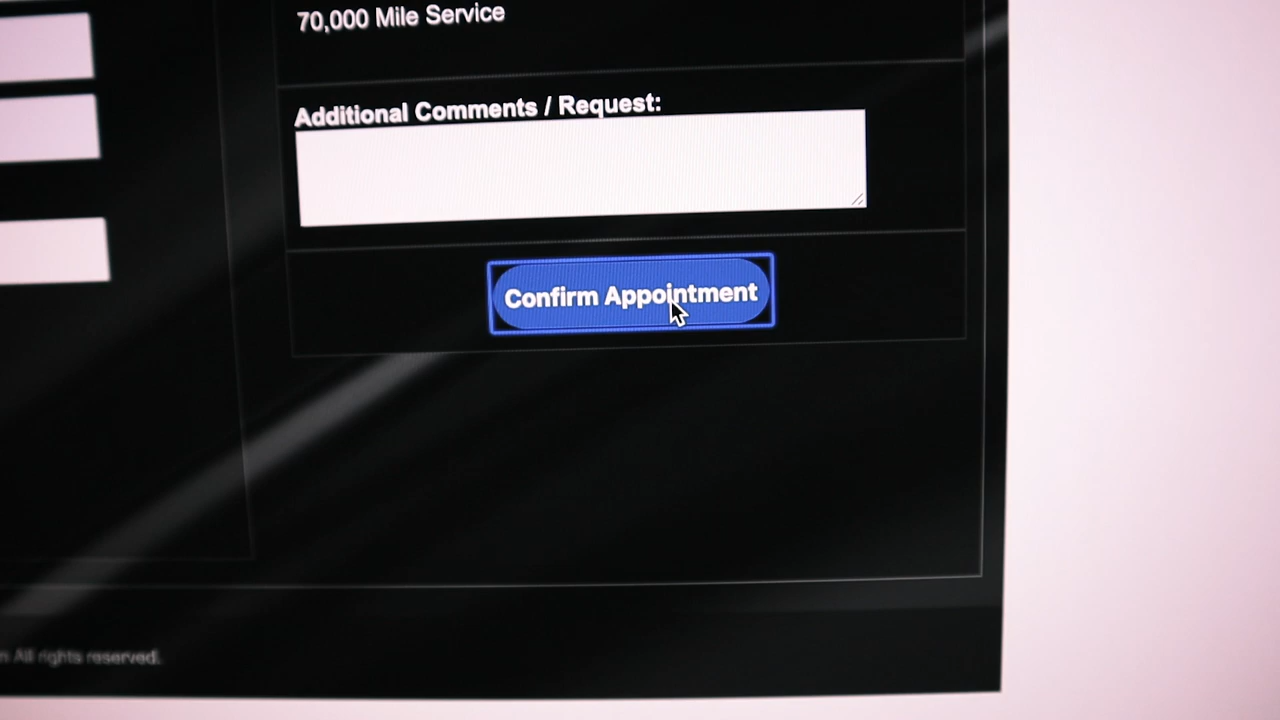 70,000 Mile Service
Additional Comments / Request:
Confirm Appointment
All rights reserved.